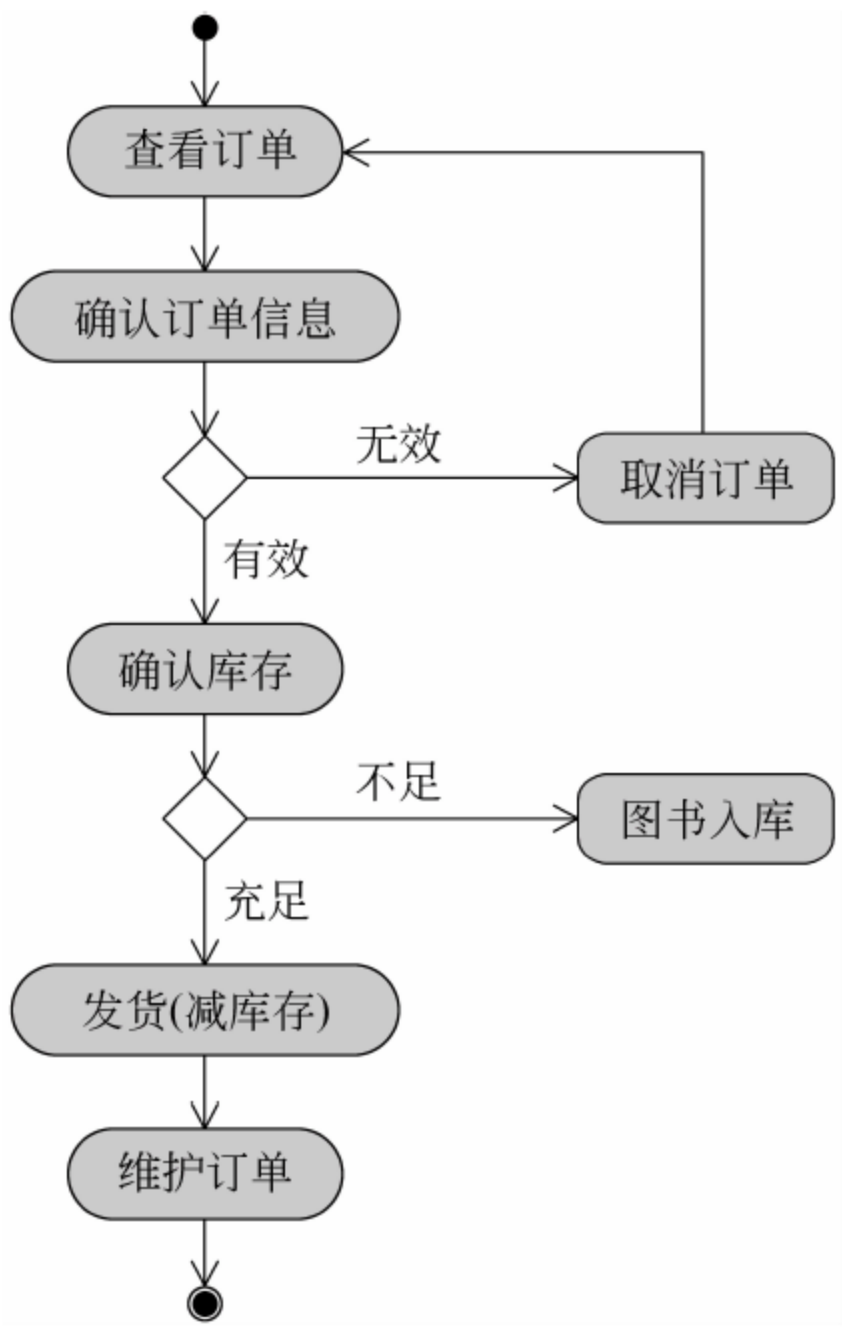 查看订单
确认订单信息
无效
取消订单
有效
确认库存
不足
图书入库
充足
发货(减库存)
维护订单